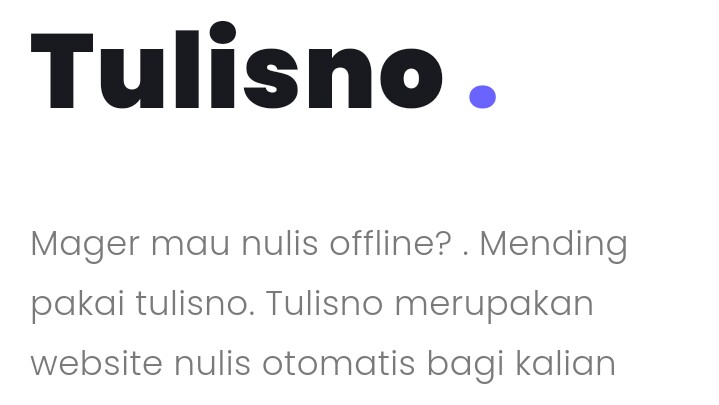 Tulisno .
Mager mau nulis offline? . Mending
pakai tulisno. Tulisno merupakan
website nulis otomatis bagi kalian